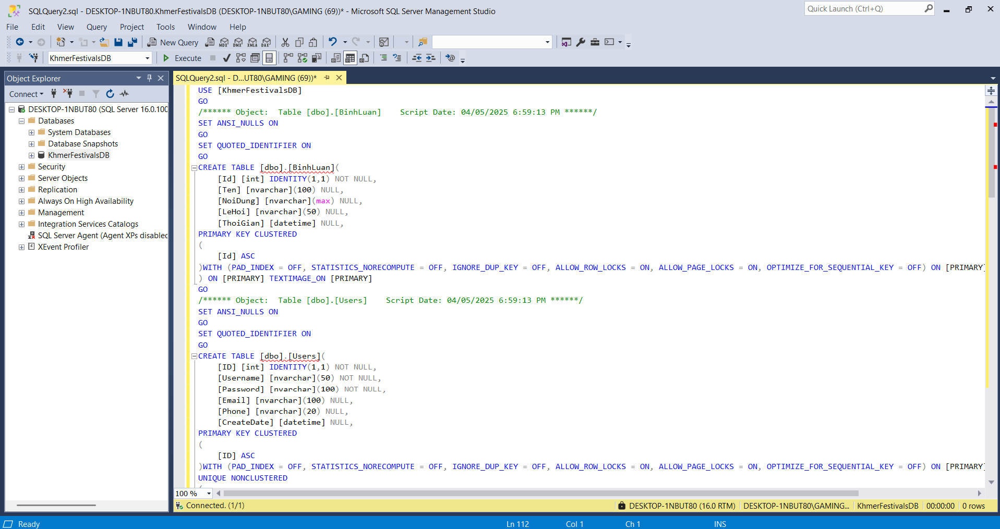 SQLQuery2.sql - DESKTOP-1NBUT80.KhmerFestivalsDB (DESKTOP-1NBUT80\GAMING (69))* - Microsoft SQL Server Management Studio
Quick Launch (Ctrl+Q)
File Edit View Query Project Tools Window Help
New Query MDX DMX XMLA DAX
KhmerFestivalsDB Execute
Object Explorer
Connect
DESKTOP-1NBUT80 (SQL Server 16.0.100
Databases
System Databases
Database Snapshots
KhmerFestivalsDB
Security
Server Objects
Replication
Always On High Availability
Management
Integration Services Catalogs
SQL Server Agent (Agent XPs disabled
XEvent Profiler
SQLQuery2.sql - D...UT80\GAMING (69))*
USE [KhmerFestivalsDB]
GO
/****** Object:  Table [dbo].[BinhLuan]    Script Date: 04/05/2025 6:59:13 PM ******/
SET ANSI_NULLS ON
GO
SET QUOTED_IDENTIFIER ON
GO
CREATE TABLE [dbo].[BinhLuan](
[Id] [int] IDENTITY(1,1) NOT NULL,
[Ten] [nvarchar](100) NULL,
[NoiDung] [nvarchar](max) NULL,
[LeHoi] [nvarchar](50) NULL,
[ThoiGian] [datetime] NULL,
PRIMARY KEY CLUSTERED
(
[Id] ASC
)WITH (PAD_INDEX = OFF, STATISTICS_NORECOMPUTE = OFF, IGNORE_DUP_KEY = OFF, ALLOW_ROW_LOCKS = ON, ALLOW_PAGE_LOCKS = ON, OPTIMIZE_FOR_SEQUENTIAL_KEY = OFF) ON [PRIMARY]
) ON [PRIMARY] TEXTIMAGE_ON [PRIMARY]
GO
/****** Object:  Table [dbo].[Users]    Script Date: 04/05/2025 6:59:13 PM ******/
SET ANSI_NULLS ON
GO
SET QUOTED_IDENTIFIER ON
GO
CREATE TABLE [dbo].[Users](
[ID] [int] IDENTITY(1,1) NOT NULL,
[Username] [nvarchar](50) NOT NULL,
[Password] [nvarchar](100) NOT NULL,
[Email] [nvarchar](100) NULL,
[Phone] [nvarchar](20) NULL,
[CreateDate] [datetime] NULL,
PRIMARY KEY CLUSTERED
(
[ID] ASC
)WITH (PAD_INDEX = OFF, STATISTICS_NORECOMPUTE = OFF, IGNORE_DUP_KEY = OFF, ALLOW_ROW_LOCKS = ON, ALLOW_PAGE_LOCKS = ON, OPTIMIZE_FOR_SEQUENTIAL_KEY = OFF) ON [PRIMARY]
UNIQUE NONCLUSTERED
100 %
Connected. (1/1) DESKTOP-1NBUT80 (16.0 RTM) DESKTOP-1NBUT80\GAMING... KhmerFestivalsDB 00:00:00 0 rows
Ready Ln 112 Col 1 Ch 1 INS